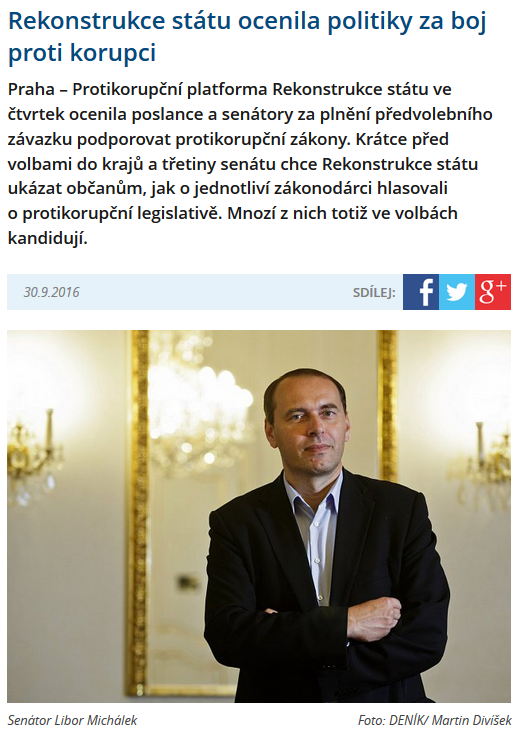 Rekonstrukce státu ocenila politiky za boj
proti korupci
Praha – Protikorupční platforma Rekonstrukce státu ve
čtvrtek ocenila poslance a senátory za plnění předvolebního
závazku podporovat protikorupční zákony. Krátce před
volbami do krajů a třetiny senátu chce Rekonstrukce státu
ukázat občanům, jak o jednotliví zákonodárci hlasovali
o protikorupční legislativě. Mnozí z nich totiž ve volbách
kandidují.
30.9.2016 SDÍLEJ: f g+
Senátor Libor Michálek Foto: DENÍK/ Martin Divíšek